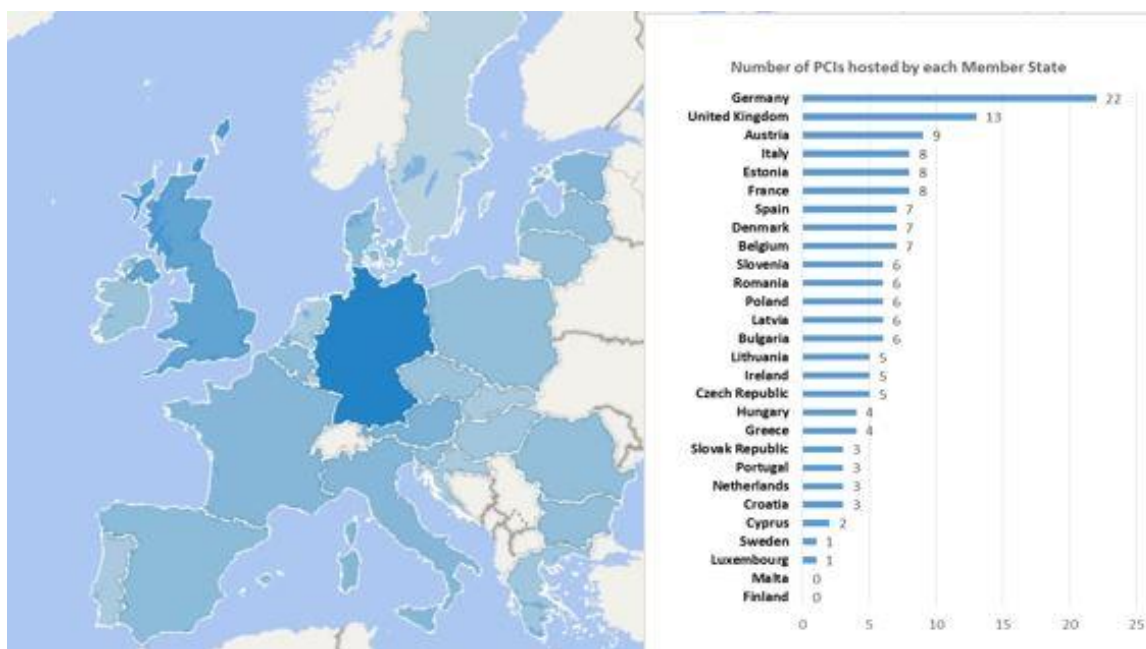 Number of PCIs hosted by each Member State
Germany 22
United Kingdom 13
Austria 9
Italy 8
Estonia 8
France 8
Spain 7
Denmark 7
Belgium 7
Slovenia 6
Romania 6
Poland 6
Latvia 6
Bulgaria 6
Lithuania 5
Ireland 5
Czech Republic 5
Hungary 4
Greece 4
Slovak Republic 3
Portugal 3
Netherlands 3
Croatia 3
Cyprus 2
Sweden 1
Luxembourg 1
Malta 0
Finland 0
0 5 10 15 20 25